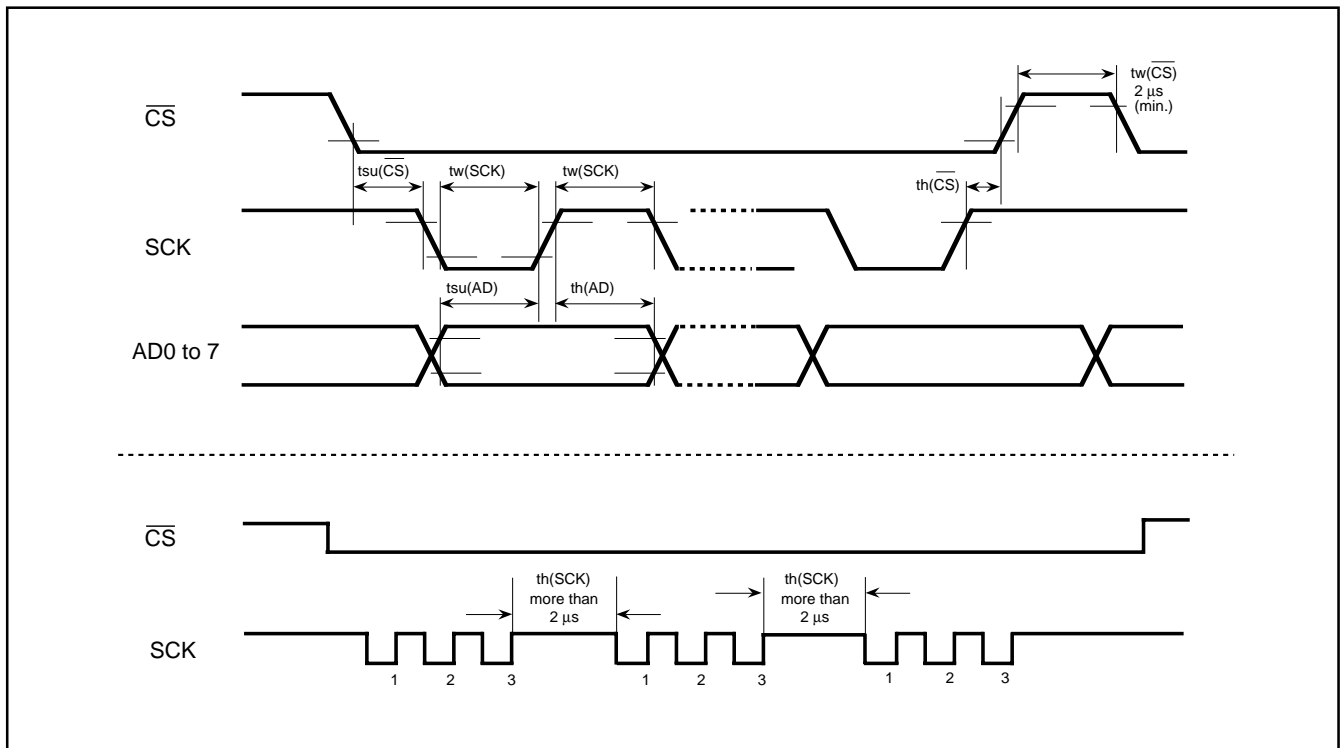 CS
tw(CS)
2 μs
(min.)
tsu(CS)
tw(SCK)
tw(SCK)
th(CS)
SCK
tsu(AD)
th(AD)
AD0 to 7
CS
th(SCK)
more than
2 μs
th(SCK)
more than
2 μs
SCK
1 2 3 1 2 3 1 2 3